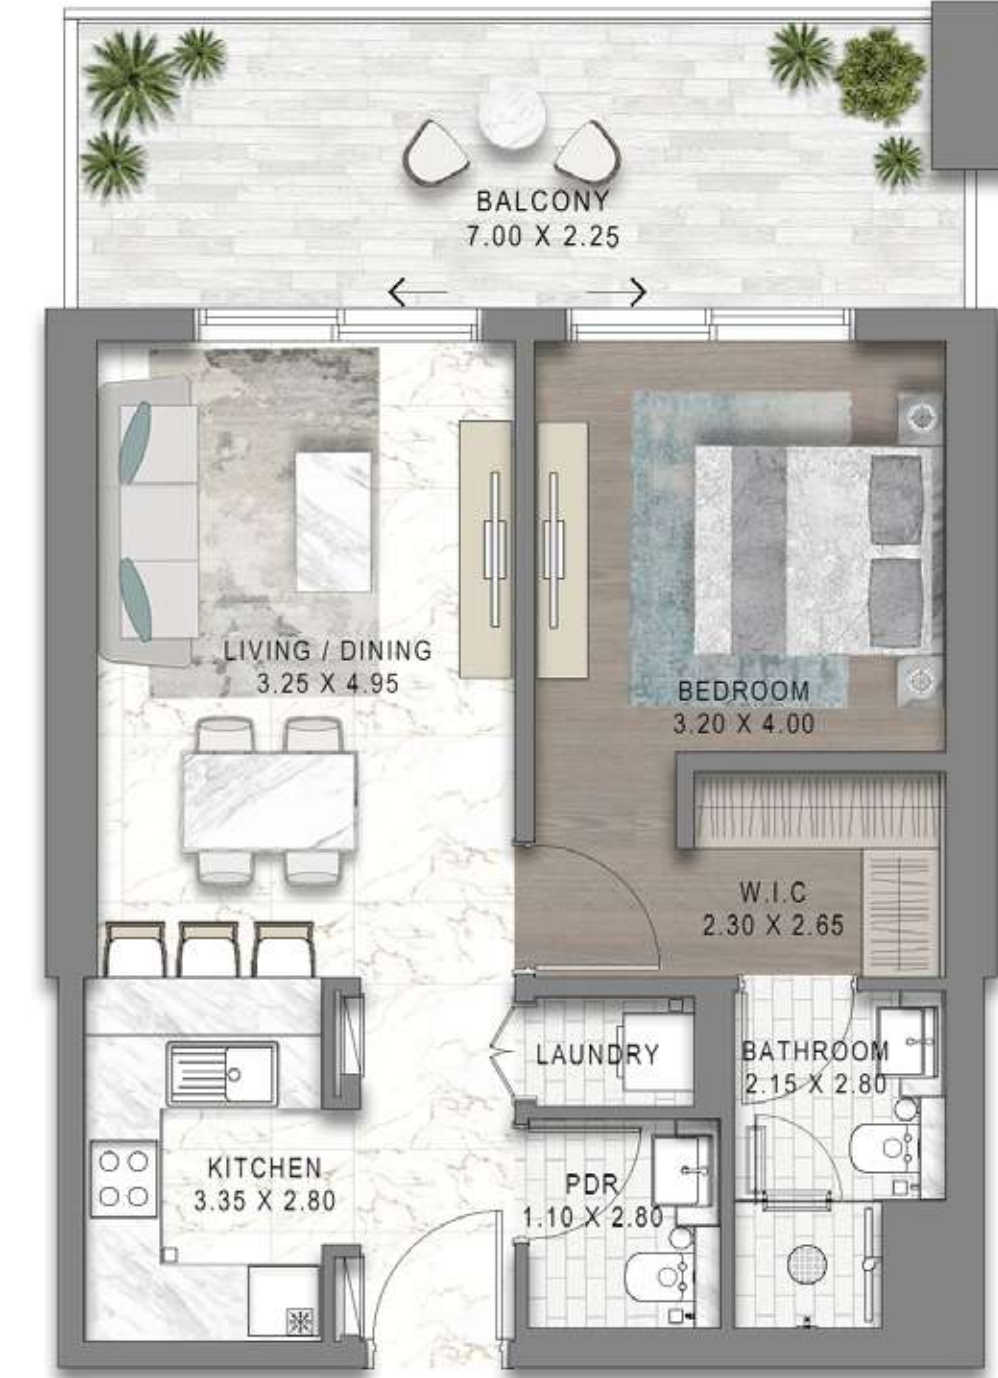 BALCONY
7.00 X 2.25
LIVING / DINING
3.25 X 4.95
BEDROOM
3.20 X 4.00
W.I.C
2.30 X 2.65
LAUNDRY
BATHROOM
2.15 X 2.80
KITCHEN
3.35 X 2.80
PDR
1.10 X 2.80